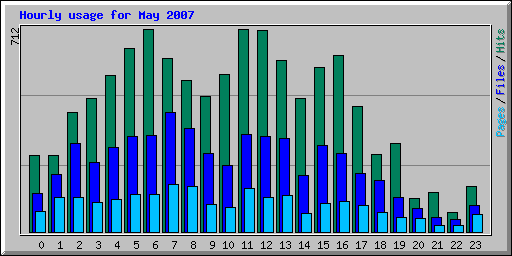 Hourly usage for May 2007
712
Pages / Files / Hits
0 1 2 3 4 5 6 7 8 9 10 11 12 13 14 15 16 17 18 19 20 21 22 23